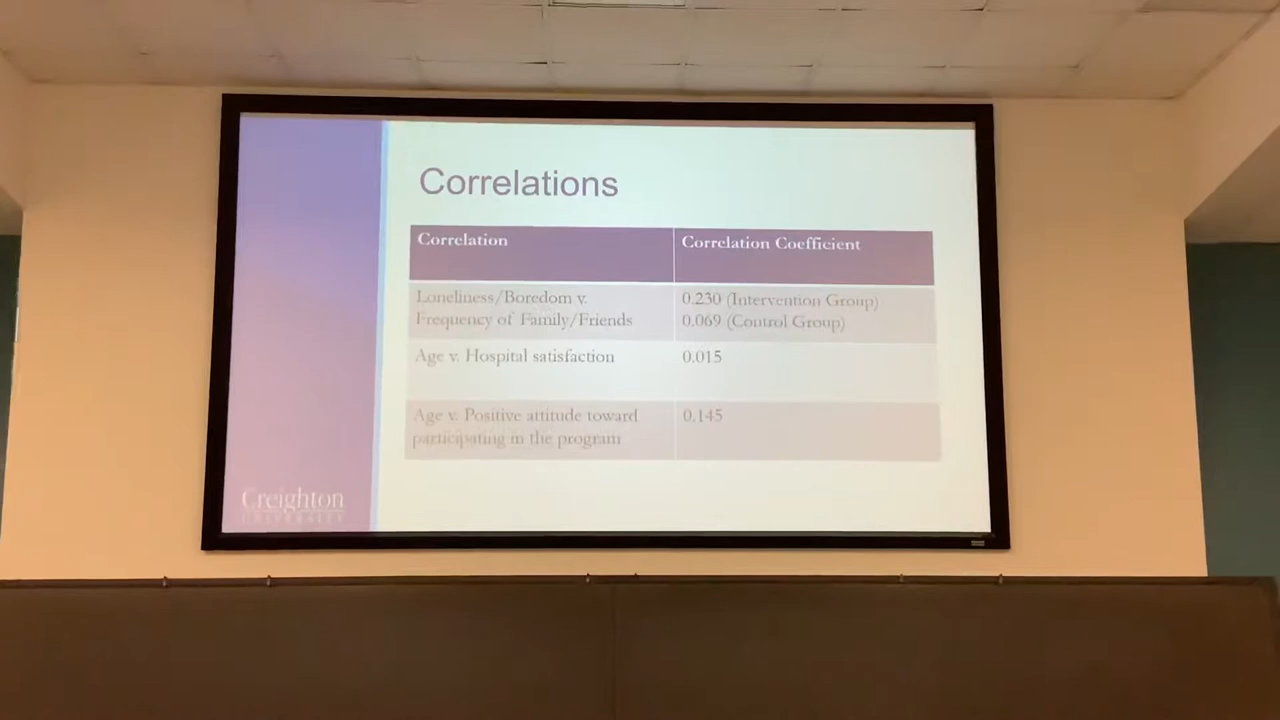 Correlations
Correlation
Correlation Coefficient
Loneliness/Boredom v.
Frequency of Family/Friends
0.230 (Intervention Group)
0.069 (Control Group)
Age v. Hospital satisfaction
0.015
Age v. Positive attitude toward
participating in the program
0.145
Creighton
UNIVERSITY